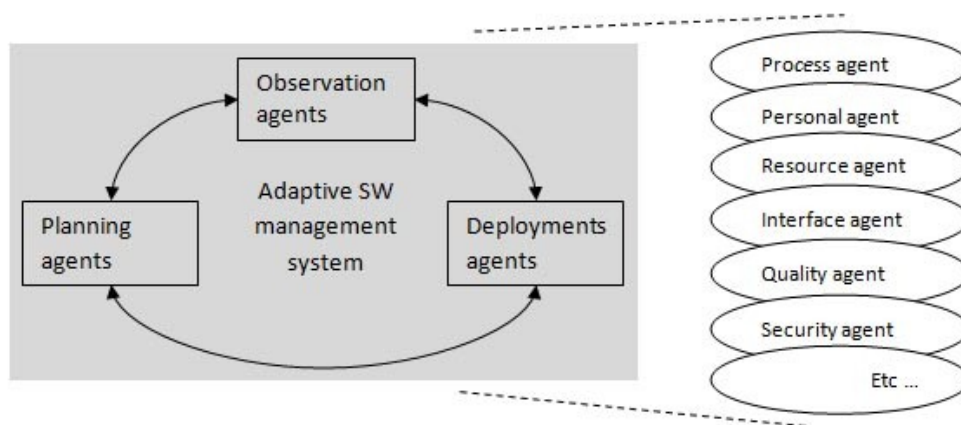 Observation
agents
Adaptive SW
management
system
Planning
agents
Deployments
agents
Process agent
Personal agent
Resource agent
Interface agent
Quality agent
Security agent
Etc ...